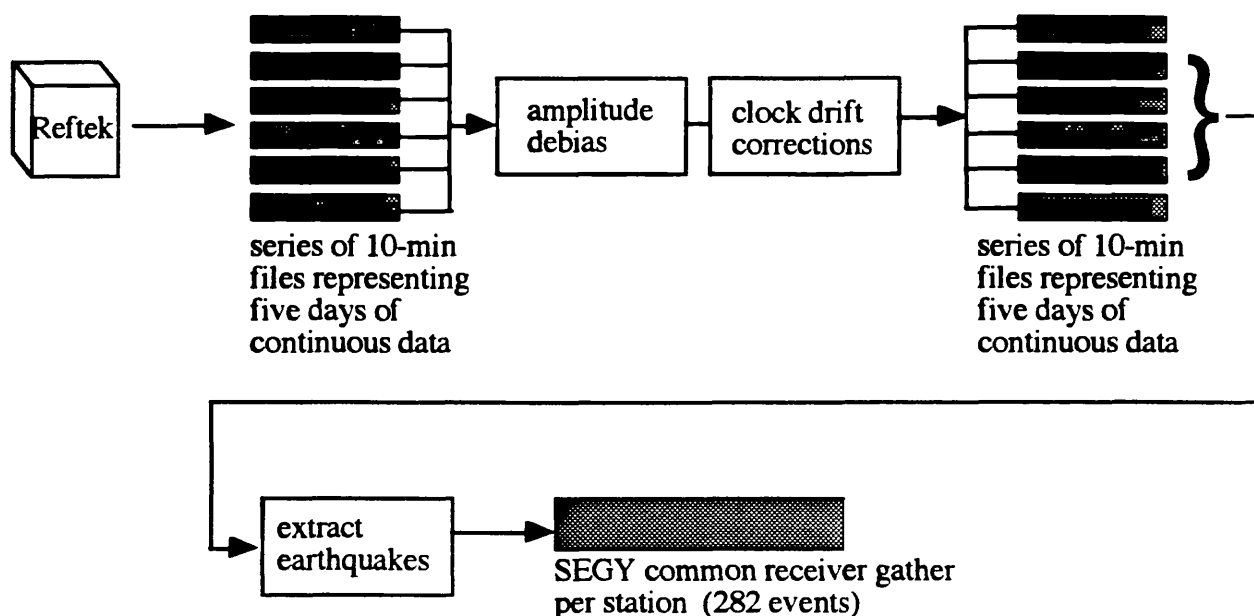 Reftek
amplitude
debias
clock drift
corrections
series of 10-min
files representing
five days of
continuous data
series of 10-min
files representing
five days of
continuous data
extract
earthquakes
SEGY common receiver gather
per station (282 events)